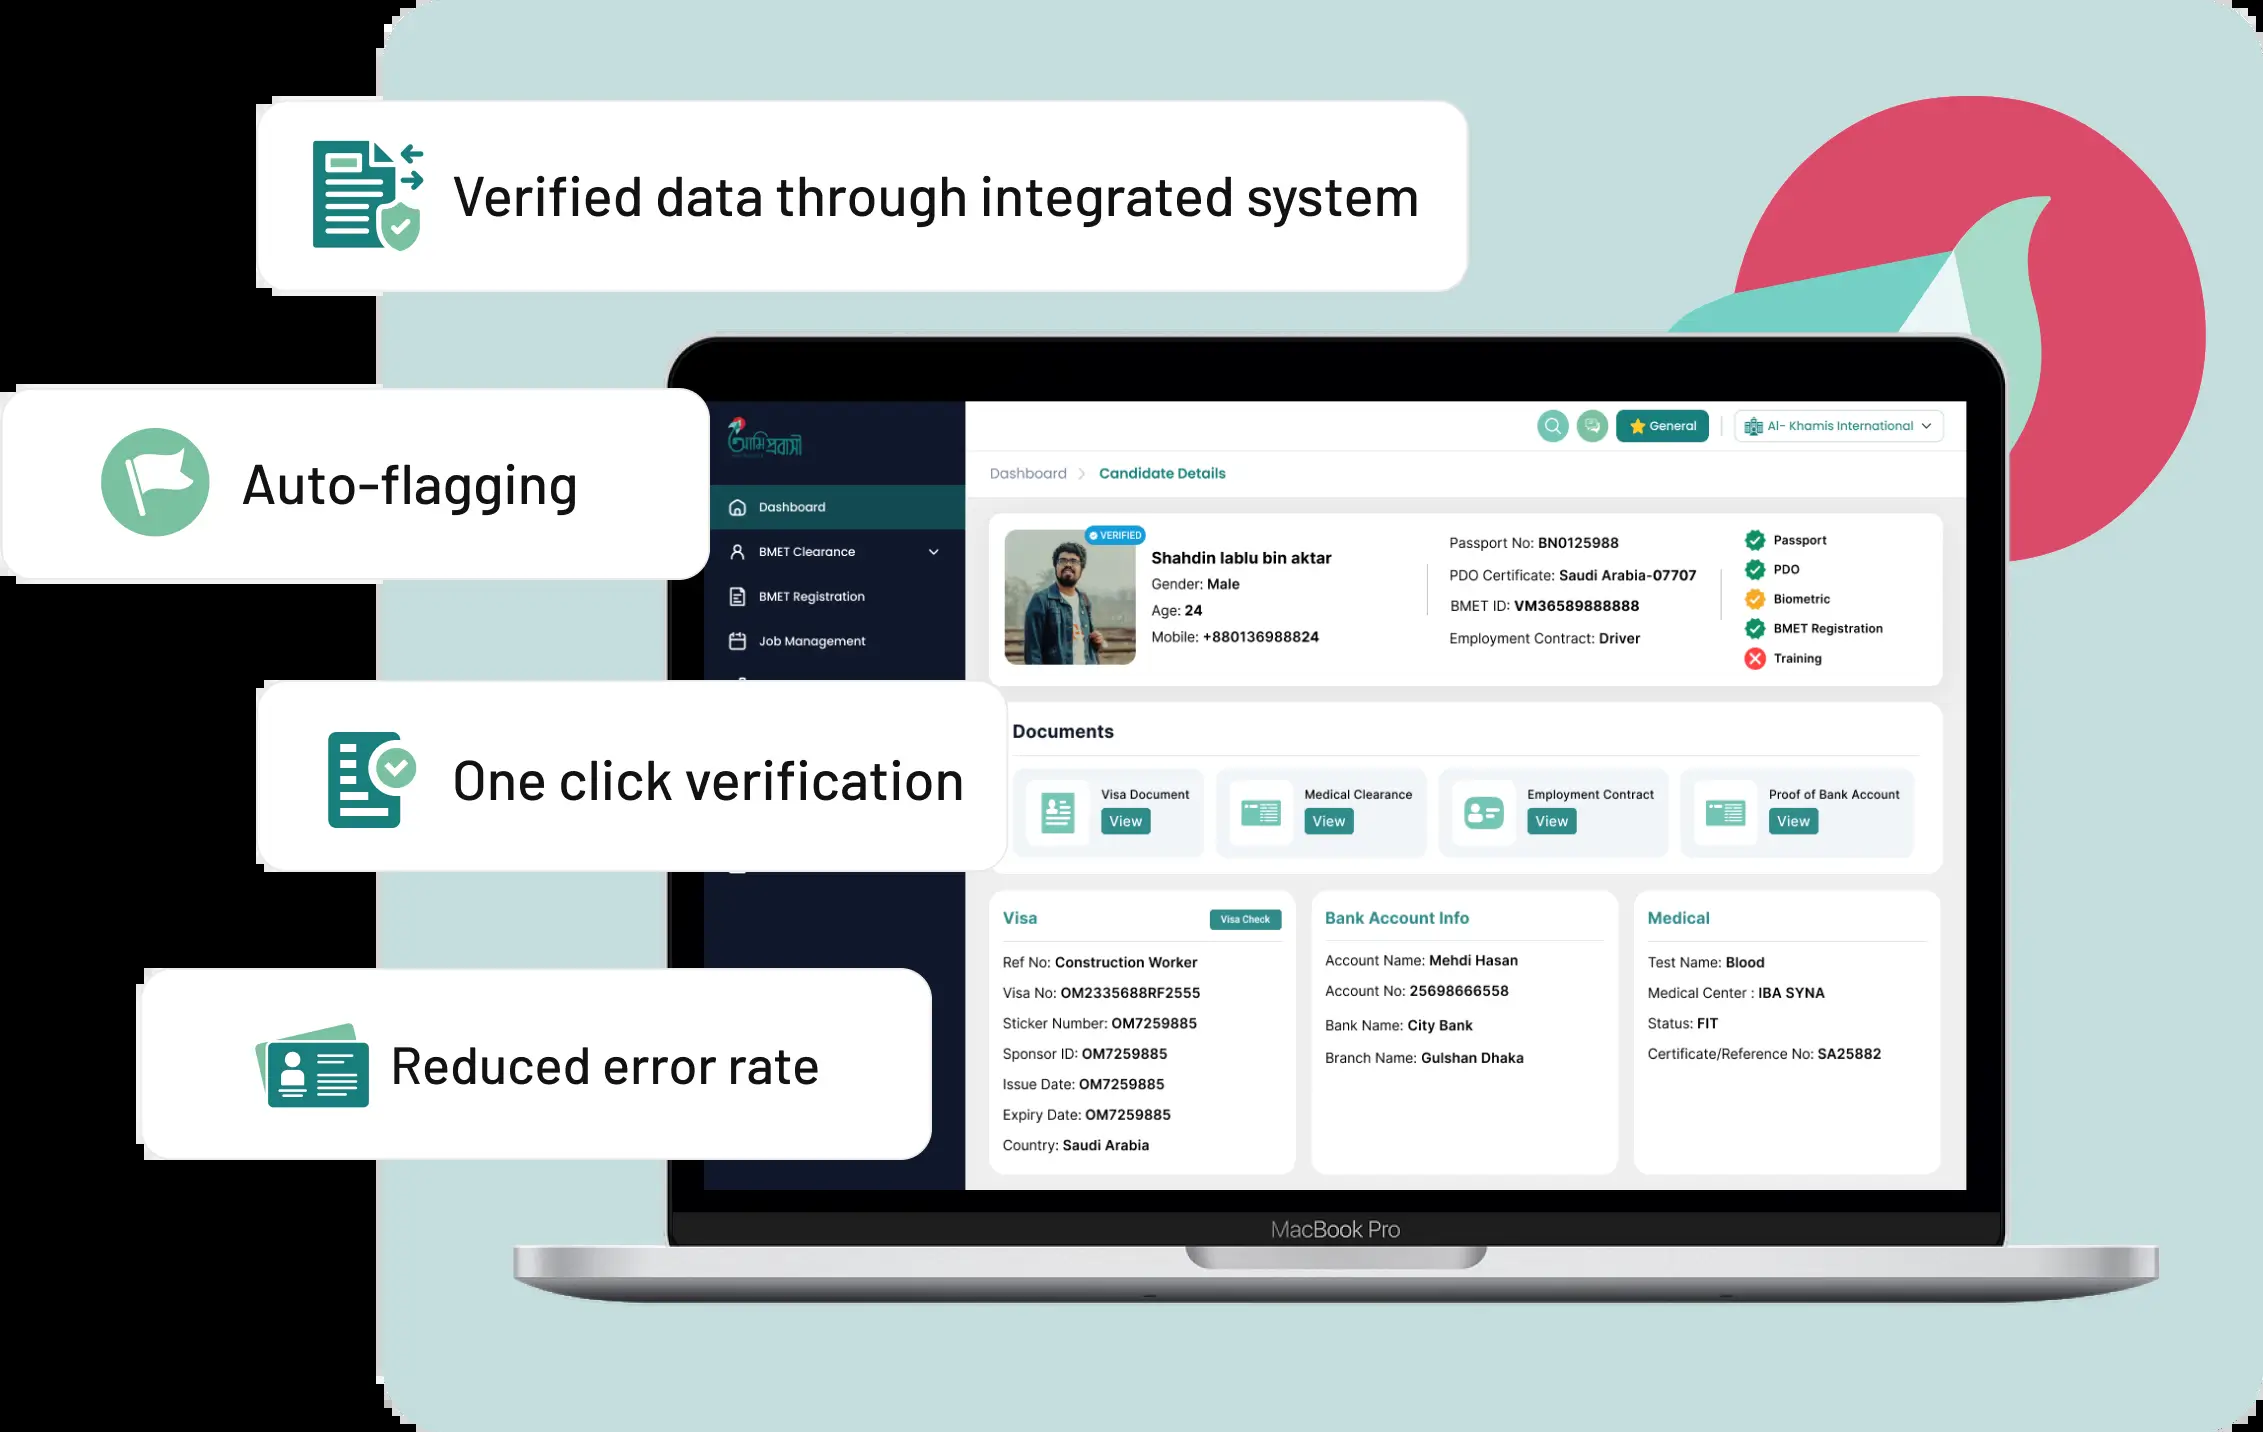 Verified data through integrated system
Auto-flagging
One click verification
Reduced error rate
আমি প্রবাসী
Dashboard
BMET Clearance
BMET Registration
Job Management
General
Al- Khamis International
Dashboard > Candidate Details
VERIFIED
Shahdin lablu bin aktar
Gender: Male
Age: 24
Mobile: +880136988824
Passport No: BN0125988
PDO Certificate: Saudi Arabia-07707
BMET ID: VM36589888888
Employment Contract: Driver
Passport
PDO
Biometric
BMET Registration
Training
Documents
Visa Document
View
Medical Clearance
View
Employment Contract
View
Proof of Bank Account
View
Visa
Visa Check
Ref No: Construction Worker
Visa No: OM2335688RF2555
Sticker Number: OM7259885
Sponsor ID: OM7259885
Issue Date: OM7259885
Expiry Date: OM7259885
Country: Saudi Arabia
Bank Account Info
Account Name: Mehdi Hasan
Account No: 25698666558
Bank Name: City Bank
Branch Name: Gulshan Dhaka
Medical
Test Name: Blood
Medical Center : IBA SYNA
Status: FIT
Certificate/Reference No: SA25882
MacBook Pro